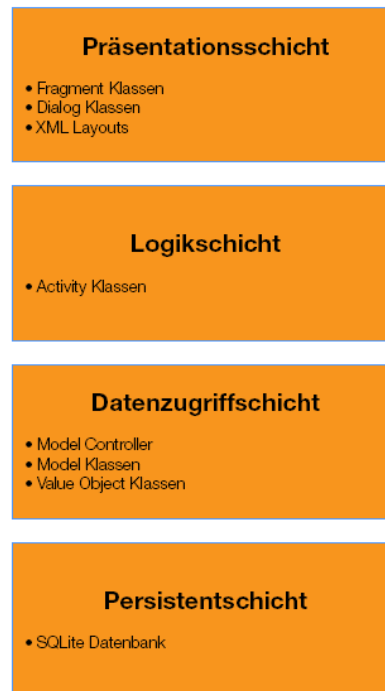 Präsentationsschicht
• Fragment Klassen
• Dialog Klassen
• XML Layouts
Logikschicht
• Activity Klassen
Datenzugriffschicht
• Model Controller
• Model Klassen
• Value Object Klassen
Persistentschicht
• SQLite Datenbank